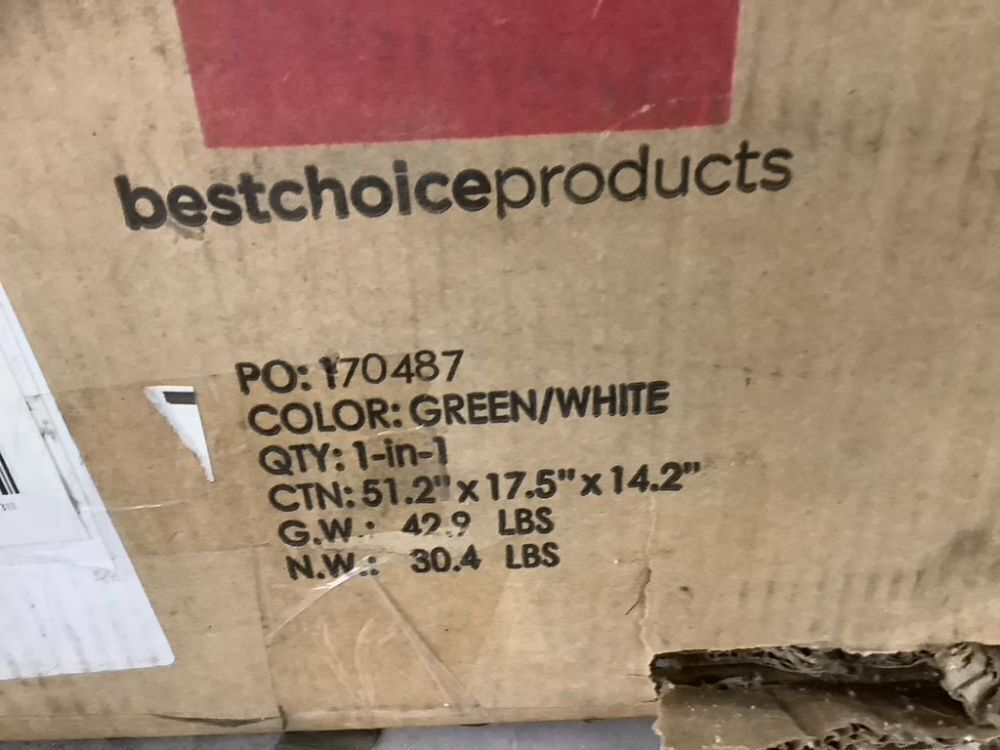 bestchoiceproducts
PO: 170487
COLOR: GREEN/WHITE
QTY: 1-in-1
CTN: 51.2" x 17.5" x 14.2"
G.W.: 42.9 LBS
N.W.: 30.4 LBS